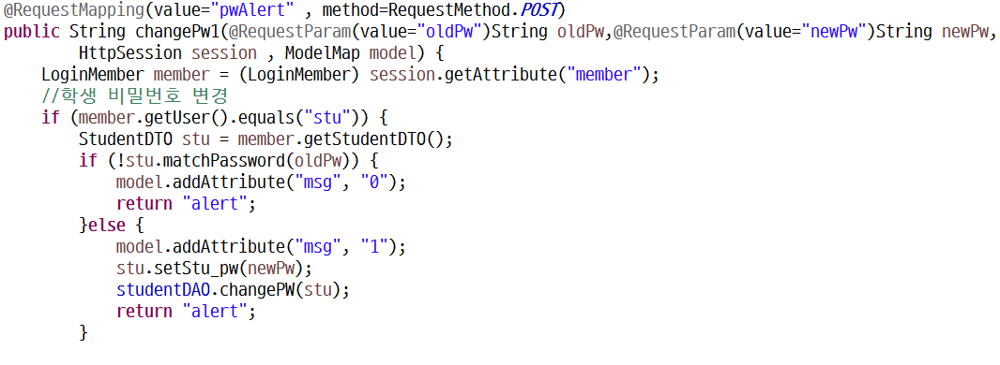 @RequestMapping(value="pwAlert" , method=RequestMethod.POST)
public String changePw1(@RequestParam(value="oldPw")String oldPw,@RequestParam(value="newPw")String newPw,
        HttpSession session , ModelMap model) {
    LoginMember member = (LoginMember) session.getAttribute("member");
    //학생 비밀번호 변경
    if (member.getUser().equals("stu")) {
        StudentDTO stu = member.getStudentDTO();
        if (!stu.matchPassword(oldPw)) {
            model.addAttribute("msg", "0");
            return "alert";
        }else {
            model.addAttribute("msg", "1");
            stu.setStu_pw(newPw);
            studentDAO.changePW(stu);
            return "alert";
        }